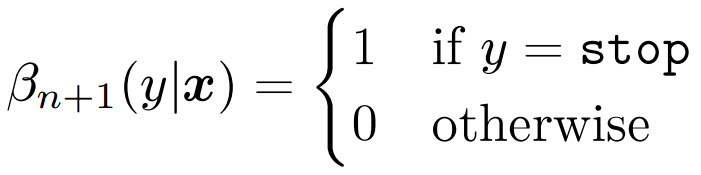 βₙ₊₁(y|𝒙) = { 1 if y = stop
0 otherwise